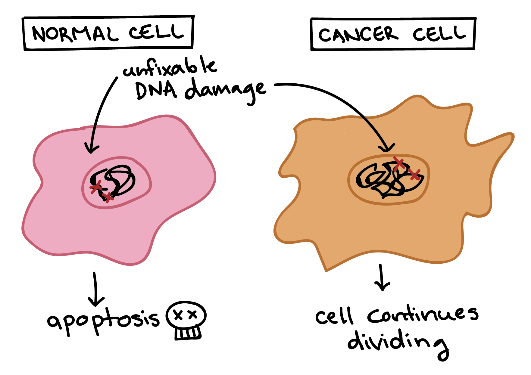 NORMAL CELL
CANCER CELL
unfixable
DNA damage
apoptosis
cell continues
dividing